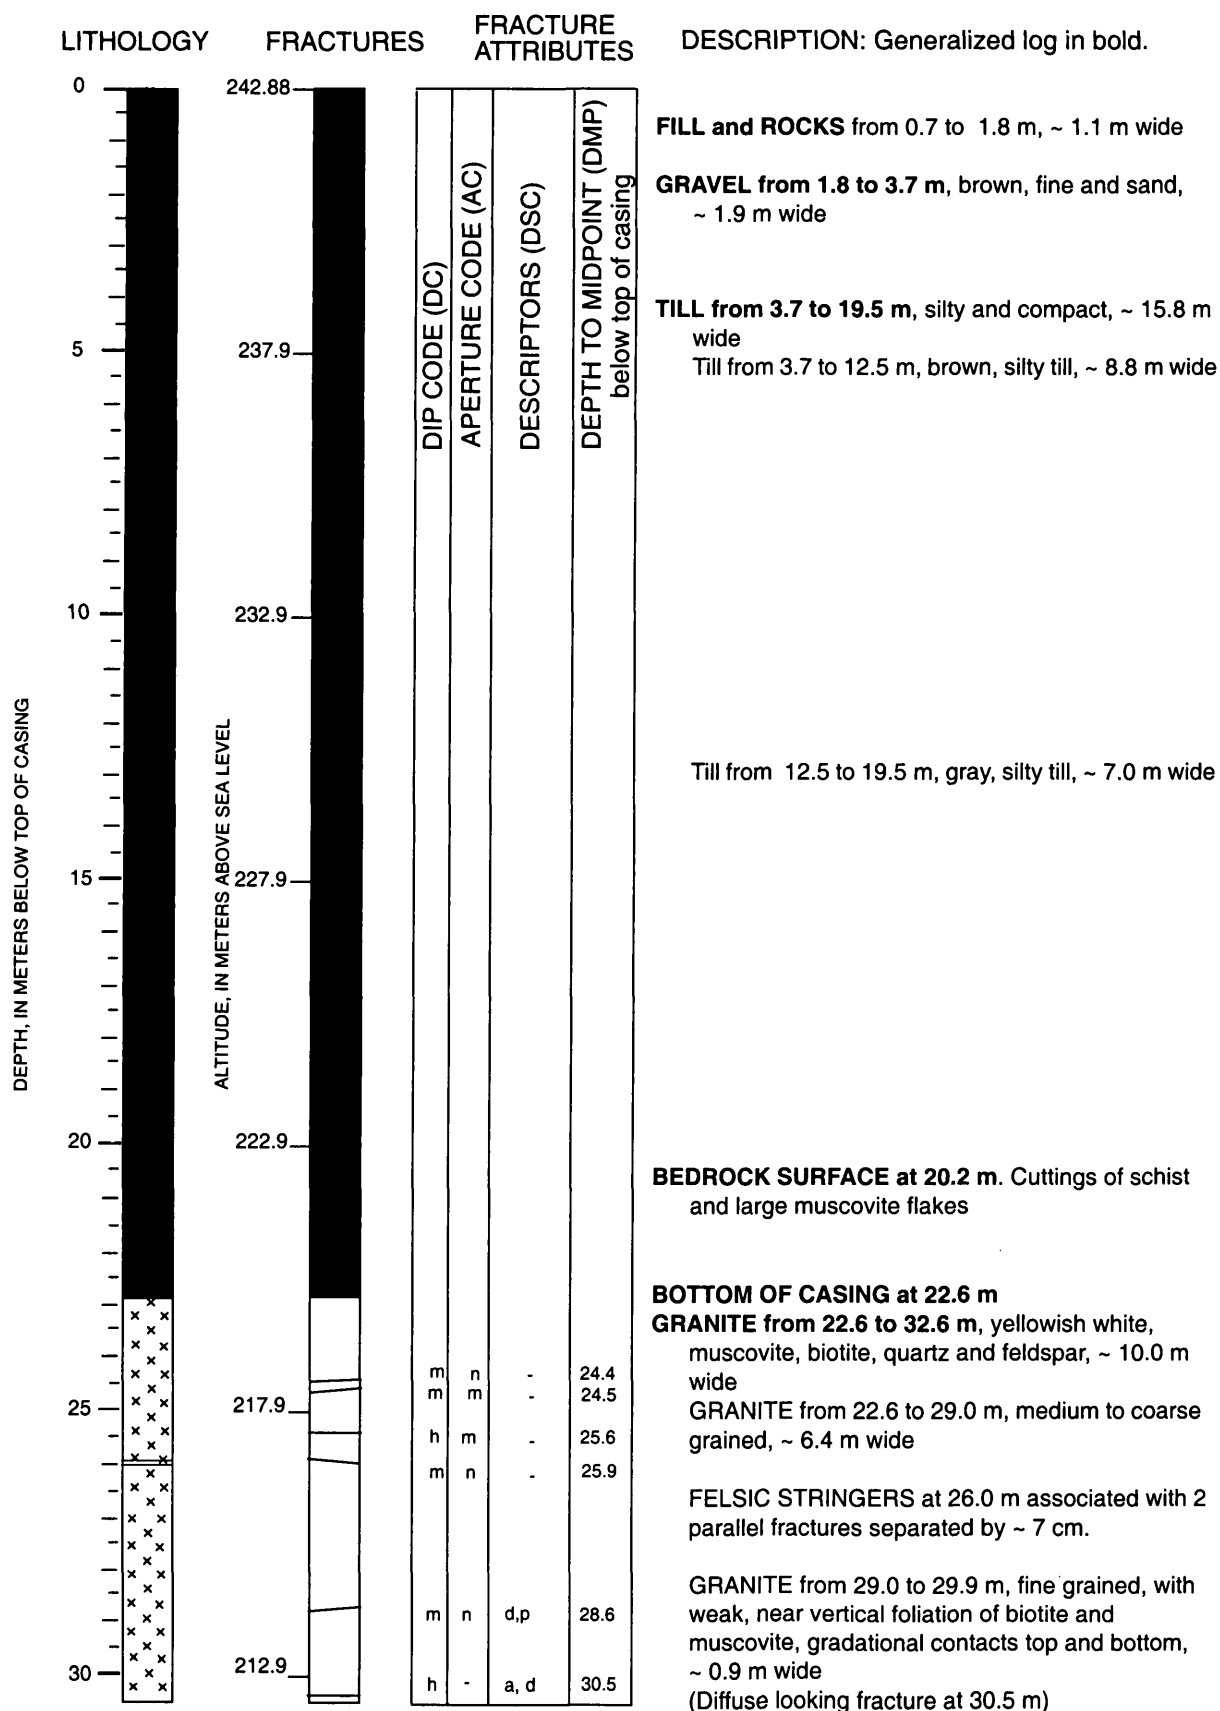 LITHOLOGY
FRACTURES
FRACTURE
ATTRIBUTES
DESCRIPTION: Generalized log in bold.
DEPTH, IN METERS BELOW TOP OF CASING
0
5
10
15
20
25
30
ALTITUDE, IN METERS ABOVE SEA LEVEL
242.88
237.9
232.9
227.9
222.9
217.9
212.9
DIP CODE (DC)
APERTURE CODE (AC)
DESCRIPTORS (DSC)
DEPTH TO MIDPOINT (DMP)
below top of casing
m n - 24.4
m m - 24.5
h m - 25.6
m n - 25.9
m n d,p 28.6
h - a, d 30.5
FILL and ROCKS from 0.7 to 1.8 m, ~ 1.1 m wide
GRAVEL from 1.8 to 3.7 m, brown, fine and sand,
~ 1.9 m wide
TILL from 3.7 to 19.5 m, silty and compact, ~ 15.8 m
wide
Till from 3.7 to 12.5 m, brown, silty till, ~ 8.8 m wide
Till from 12.5 to 19.5 m, gray, silty till, ~ 7.0 m wide
BEDROCK SURFACE at 20.2 m. Cuttings of schist
and large muscovite flakes
BOTTOM OF CASING at 22.6 m
GRANITE from 22.6 to 32.6 m, yellowish white,
muscovite, biotite, quartz and feldspar, ~ 10.0 m
wide
GRANITE from 22.6 to 29.0 m, medium to coarse
grained, ~ 6.4 m wide
FELSIC STRINGERS at 26.0 m associated with 2
parallel fractures separated by ~ 7 cm.
GRANITE from 29.0 to 29.9 m, fine grained, with
weak, near vertical foliation of biotite and
muscovite, gradational contacts top and bottom,
~ 0.9 m wide
(Diffuse looking fracture at 30.5 m)